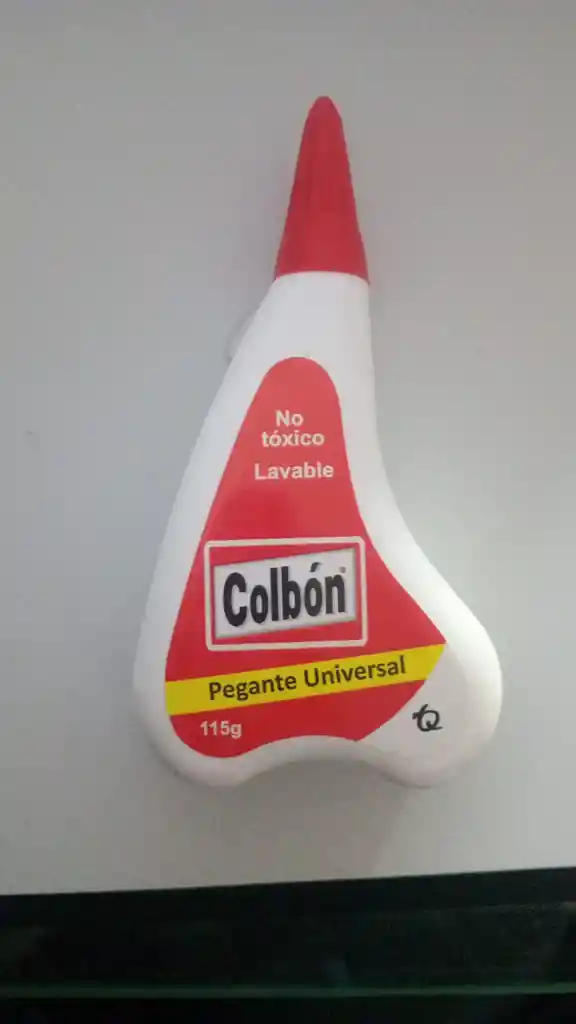 No
tóxico
Lavable
Colbón
Pegante Universal
115g